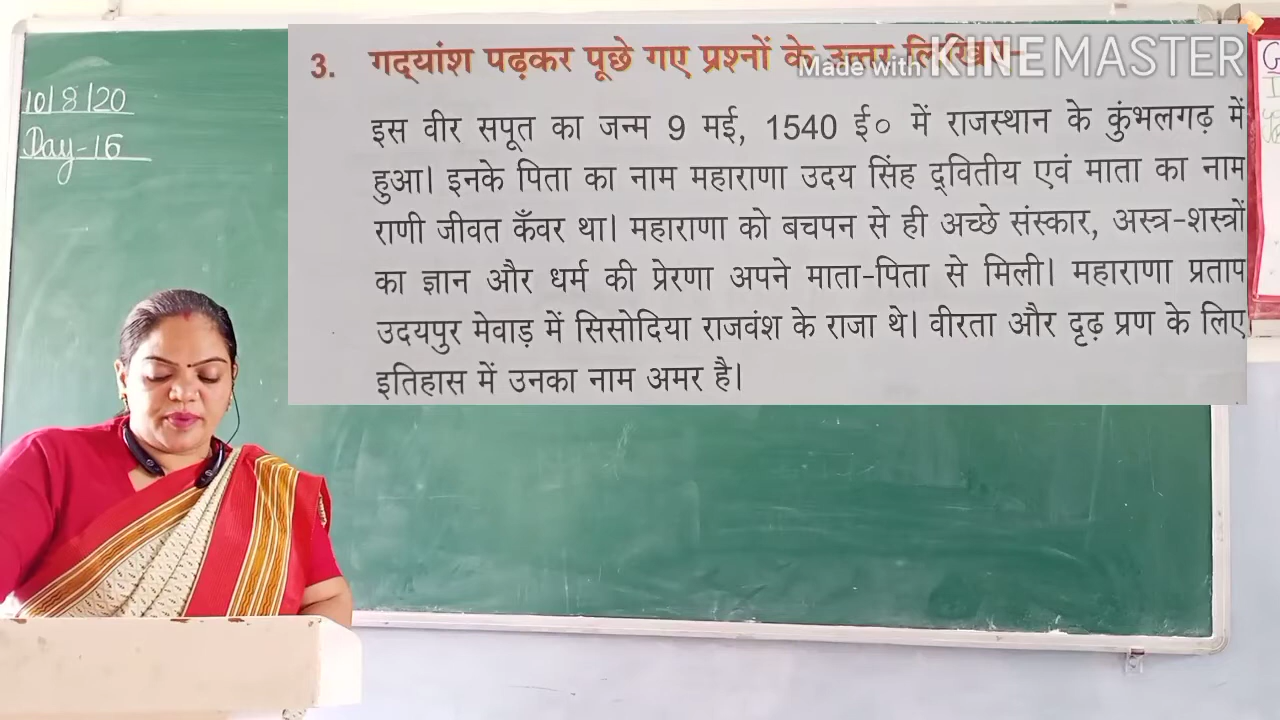 10/8/20
Day-16
3. गद्यांश पढ़कर पूछे गए प्रश्नों के उत्तर लिखिए–
Made with KINEMASTER
इस वीर सपूत का जन्म 9 मई, 1540 ई० में राजस्थान के कुंभलगढ़ में
हुआ। इनके पिता का नाम महाराणा उदय सिंह द्‌वितीय एवं माता का नाम
राणी जीवत कँवर था। महाराणा को बचपन से ही अच्छे संस्कार, अस्त्र-शस्त्रों
का ज्ञान और धर्म की प्रेरणा अपने माता-पिता से मिली। महाराणा प्रताप
उदयपुर मेवाड़ में सिसोदिया राजवंश के राजा थे। वीरता और दृढ़ प्रण के लिए
इतिहास में उनका नाम अमर है।